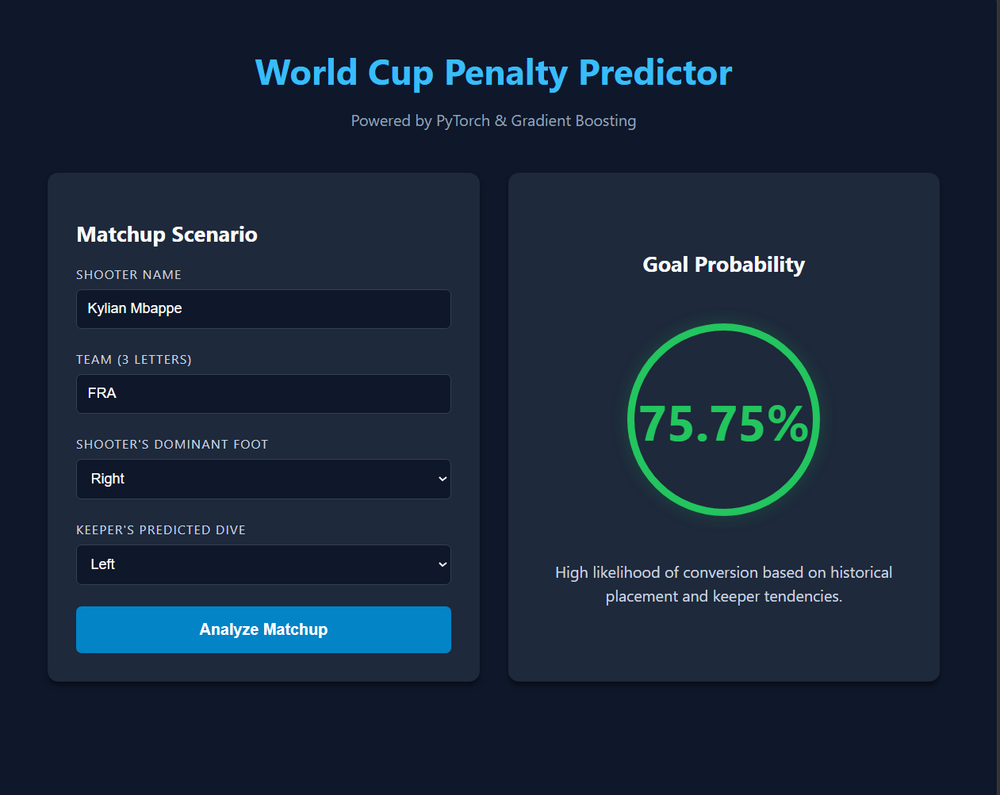 World Cup Penalty Predictor
Powered by PyTorch & Gradient Boosting
Matchup Scenario
SHOOTER NAME
Kylian Mbappe
TEAM (3 LETTERS)
FRA
SHOOTER'S DOMINANT FOOT
Right
KEEPER'S PREDICTED DIVE
Left
Analyze Matchup
Goal Probability
75.75%
High likelihood of conversion based on historical
placement and keeper tendencies.